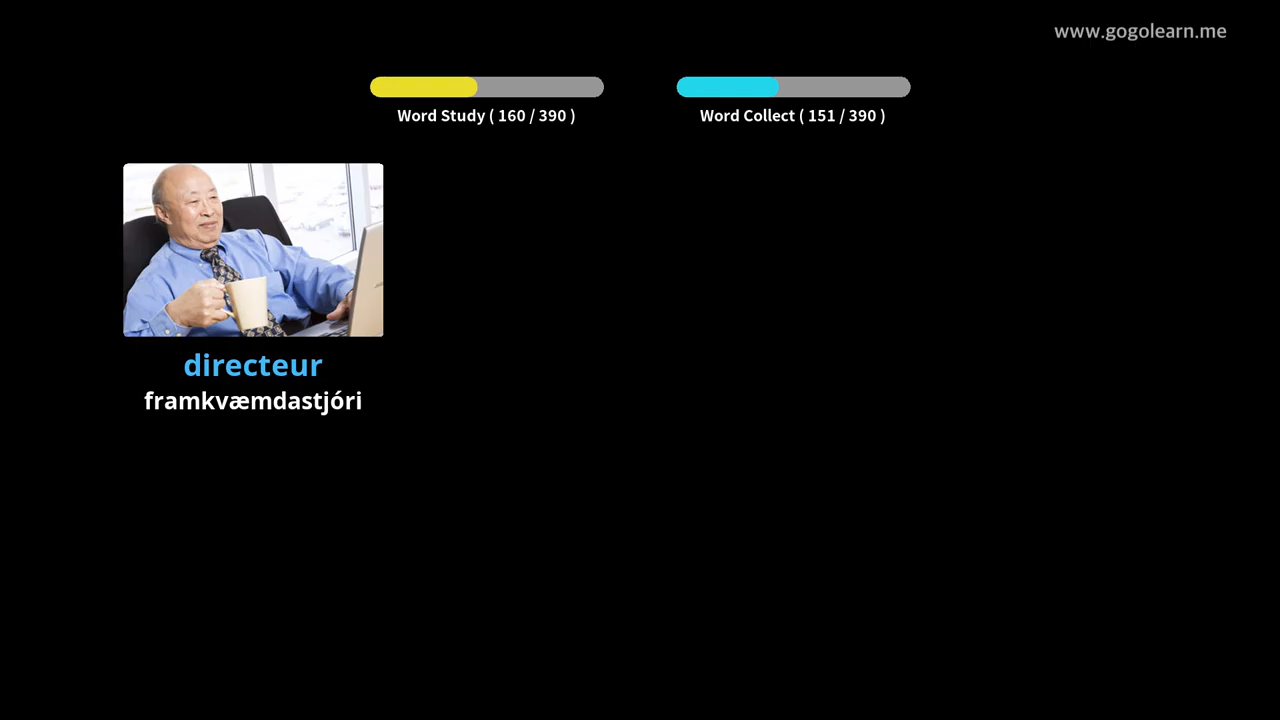 www.gogolearn.me
Word Study ( 160 / 390 )
Word Collect ( 151 / 390 )
directeur
framkvæmdastjóri